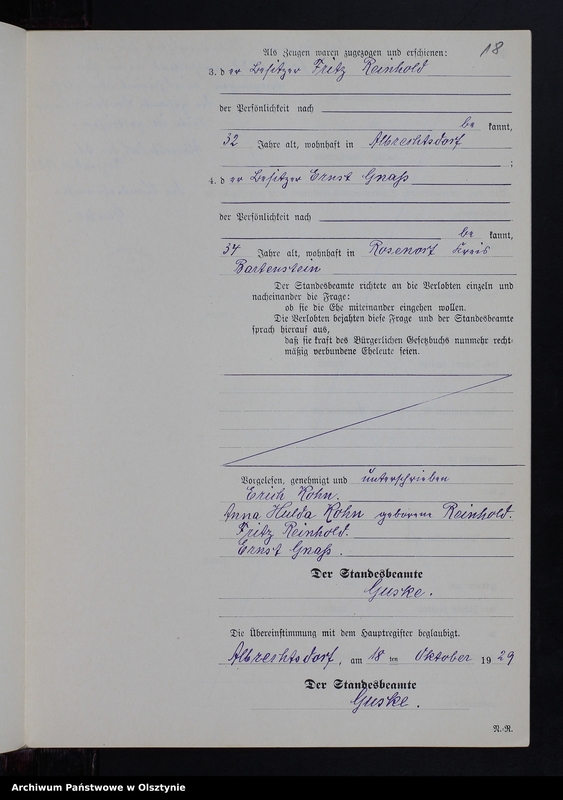 18
Als Zeugen waren zugezogen und erschienen:
3. der Besitzer Fritz Reinhold
der Persönlichkeit nach
be kannt,
32 Jahre alt, wohnhaft in Albrechtsdorf
;
4. der Besitzer Ernst Gnaß
der Persönlichkeit nach
be kannt,
34 Jahre alt, wohnhaft in Rosenort Kreis
Bartenstein
Der Standesbeamte richtete an die Verlobten einzeln und
nacheinander die Frage:
ob sie die Ehe miteinander eingehen wollen.
Die Verlobten bejahten diese Frage und der Standesbeamte
sprach hierauf aus,
daß sie kraft des Bürgerlichen Gesetzbuchs nunmehr recht-
mäßig verbundene Eheleute seien.
Vorgelesen, genehmigt und unterschrieben
Erich Kohn.
Anna Hulda Kohn geborene Reinhold.
Fritz Reinhold.
Ernst Gnaß.
Der Standesbeamte
Guske.
Die Übereinstimmung mit dem Hauptregister beglaubigt.
Albrechtsdorf, am 18 ten Oktober 1929
Der Standesbeamte
Guske.
N.-R.
Archiwum Państwowe w Olsztynie